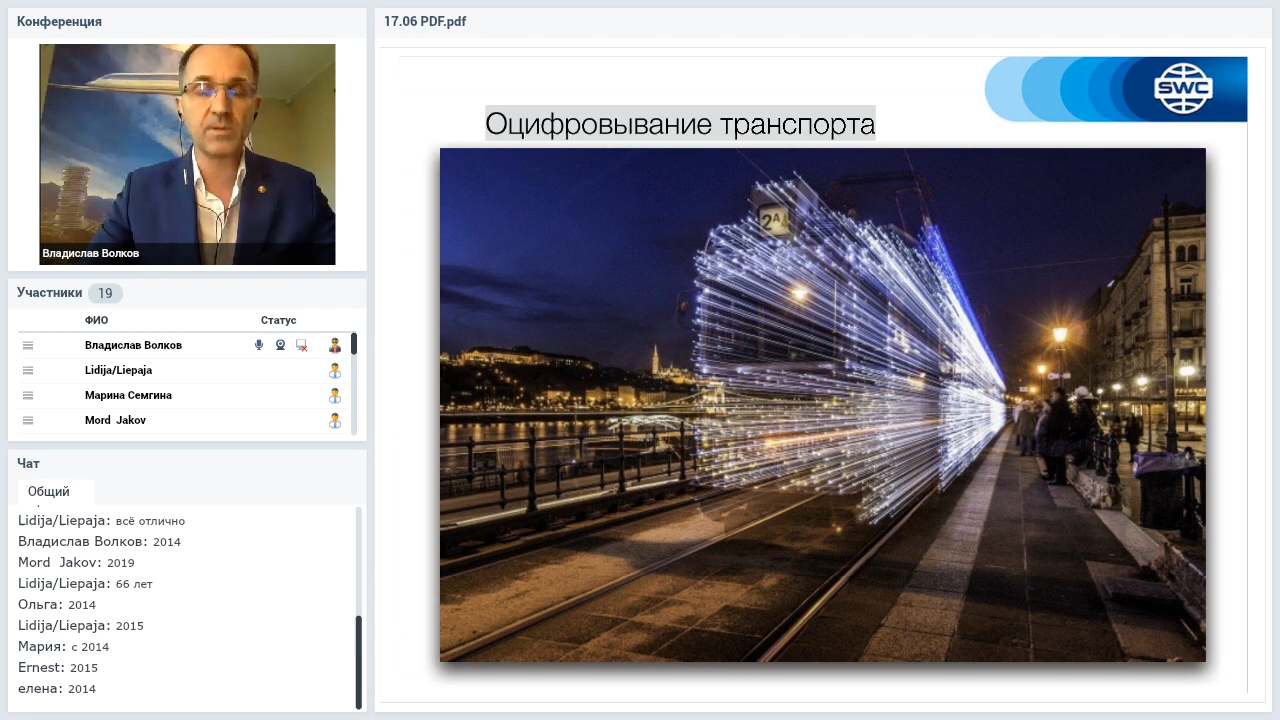 Конференция
Владислав Волков
Участники 19
ФИО Статус
Владислав Волков
Lidija/Liepaja
Марина Семгина
Mord Jakov
Чат
Общий
Lidija/Liepaja: всё отлично
Владислав Волков: 2014
Mord Jakov: 2019
Lidija/Liepaja: 66 лет
Ольга: 2014
Lidija/Liepaja: 2015
Мария: с 2014
Ernest: 2015
елена: 2014
17.06 PDF.pdf
SWC
Оцифровывание транспорта
2A